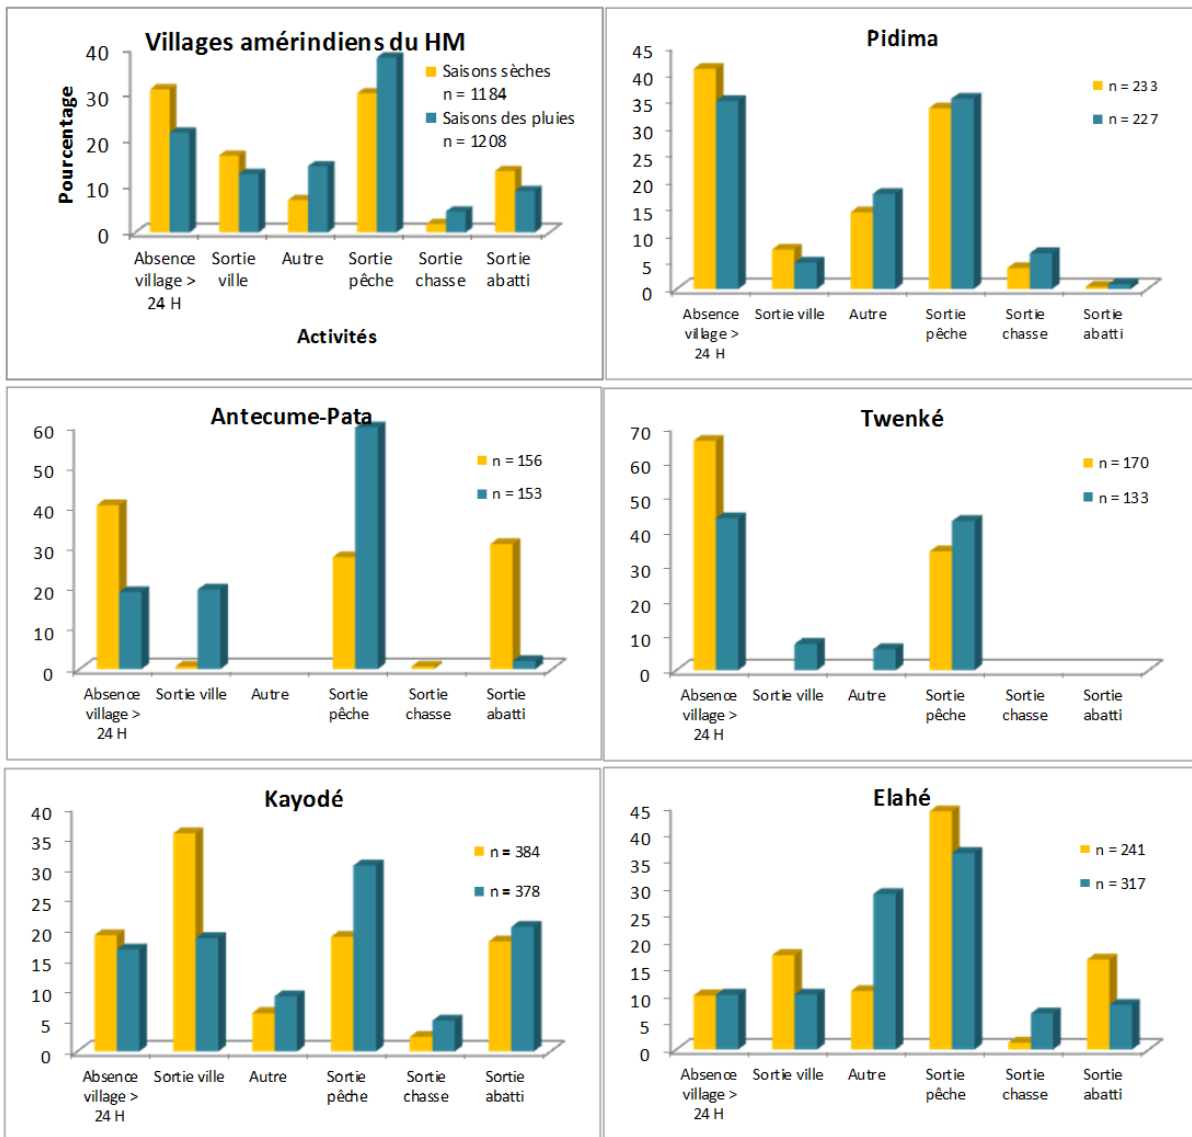 Villages amérindiens du HM
40
30
20
10
0
Pourcentage
Saisons sèches
n = 1184
Saisons des pluies
n = 1208
Absence village > 24 H
Sortie ville
Autre
Sortie pêche
Sortie chasse
Sortie abatti
Activités
Pidima
45
40
35
30
25
20
15
10
5
0
n = 233
n = 227
Absence village > 24 H
Sortie ville
Autre
Sortie pêche
Sortie chasse
Sortie abatti
Antecume-Pata
60
50
40
30
20
10
0
n = 156
n = 153
Absence village > 24 H
Sortie ville
Autre
Sortie pêche
Sortie chasse
Sortie abatti
Twenké
70
60
50
40
30
20
10
0
n = 170
n = 133
Absence village > 24 H
Sortie ville
Autre
Sortie pêche
Sortie chasse
Sortie abatti
Kayodé
40
35
30
25
20
15
10
5
0
n = 384
n = 378
Absence village > 24 H
Sortie ville
Autre
Sortie pêche
Sortie chasse
Sortie abatti
Elahé
45
40
35
30
25
20
15
10
5
0
n = 241
n = 317
Absence village > 24 H
Sortie ville
Autre
Sortie pêche
Sortie chasse
Sortie abatti